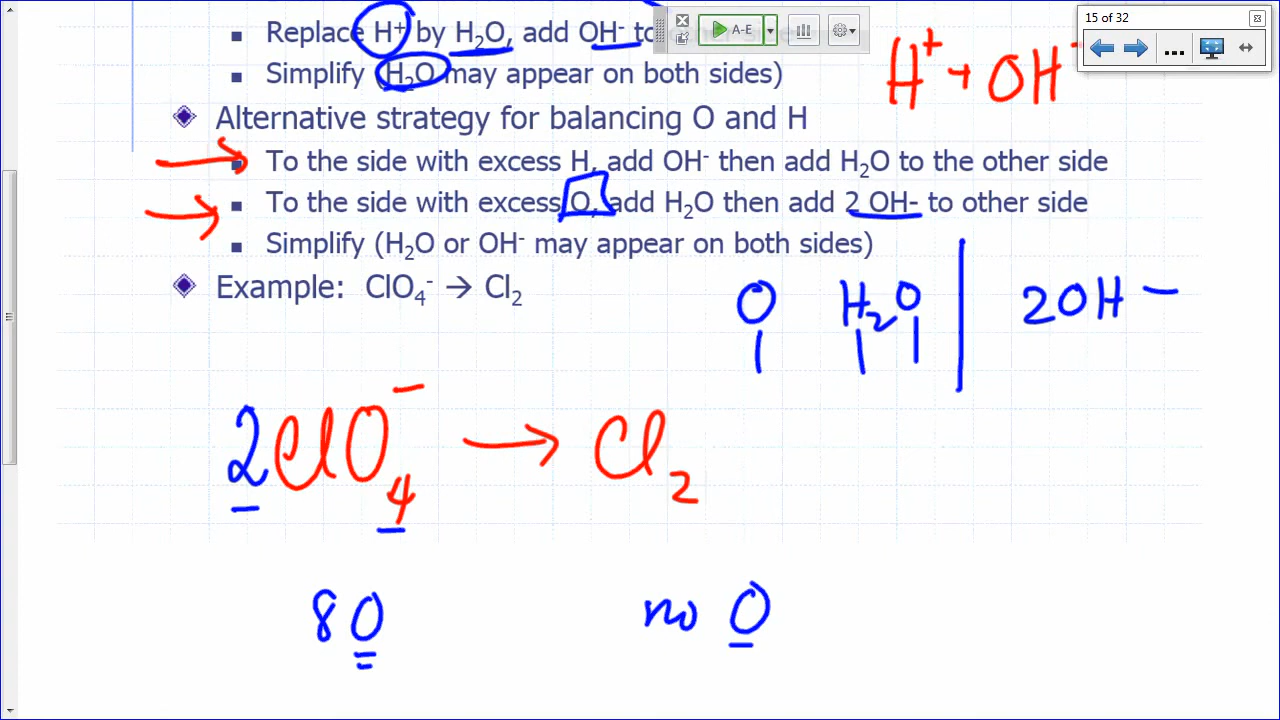 Replace H⁺ by H₂O, add OH⁻ to
A-E
15 of 32
Simplify (H₂O may appear on both sides)
H⁺ + OH⁻
Alternative strategy for balancing O and H
To the side with excess H, add OH⁻ then add H₂O to the other side
To the side with excess O, add H₂O then add 2 OH- to other side
Simplify (H₂O or OH⁻ may appear on both sides)
Example: ClO₄⁻ → Cl₂
O H₂O | 2OH⁻
2ClO₄⁻ → Cl₂
8 O no O